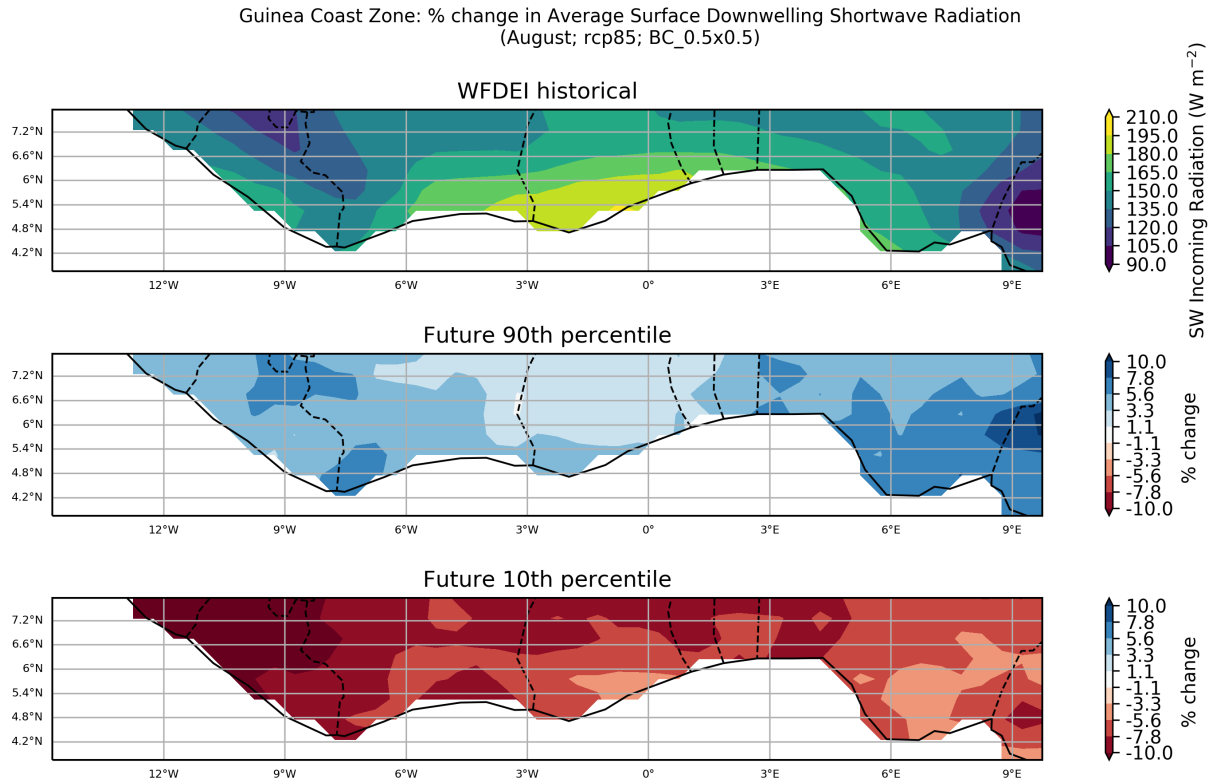 Guinea Coast Zone: % change in Average Surface Downwelling Shortwave Radiation
(August; rcp85; BC_0.5x0.5)
WFDEI historical
7.2°N
6.6°N
6°N
5.4°N
4.8°N
4.2°N
12°W 9°W 6°W 3°W 0° 3°E 6°E 9°E
210.0
195.0
180.0
165.0
150.0
135.0
120.0
105.0
90.0
SW Incoming Radiation (W m⁻²)
Future 90th percentile
7.2°N
6.6°N
6°N
5.4°N
4.8°N
4.2°N
12°W 9°W 6°W 3°W 0° 3°E 6°E 9°E
10.0
7.8
5.6
3.3
1.1
-1.1
-3.3
-5.6
-7.8
-10.0
% change
Future 10th percentile
7.2°N
6.6°N
6°N
5.4°N
4.8°N
4.2°N
12°W 9°W 6°W 3°W 0° 3°E 6°E 9°E
10.0
7.8
5.6
3.3
1.1
-1.1
-3.3
-5.6
-7.8
-10.0
% change